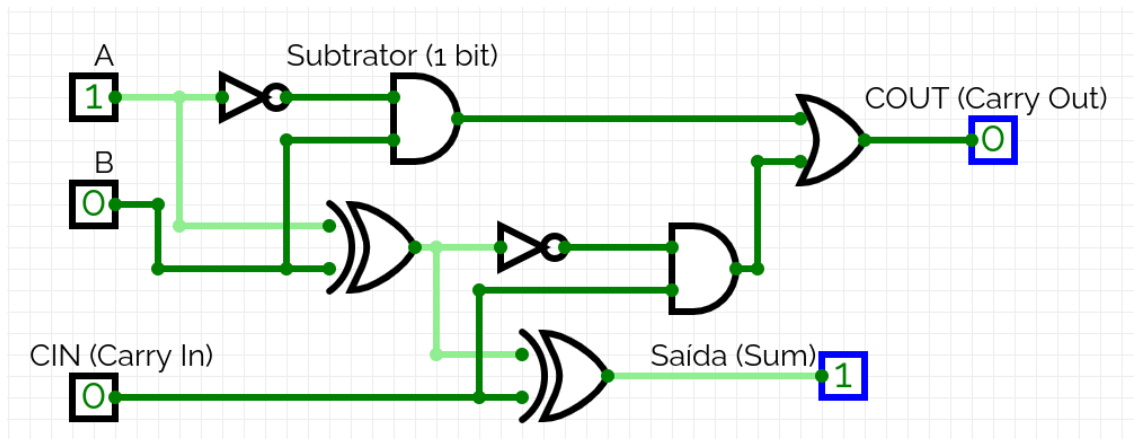 A
Subtrator (1 bit)
1
COUT (Carry Out)
0
B
0
CIN (Carry In)
0
Saída (Sum)
1